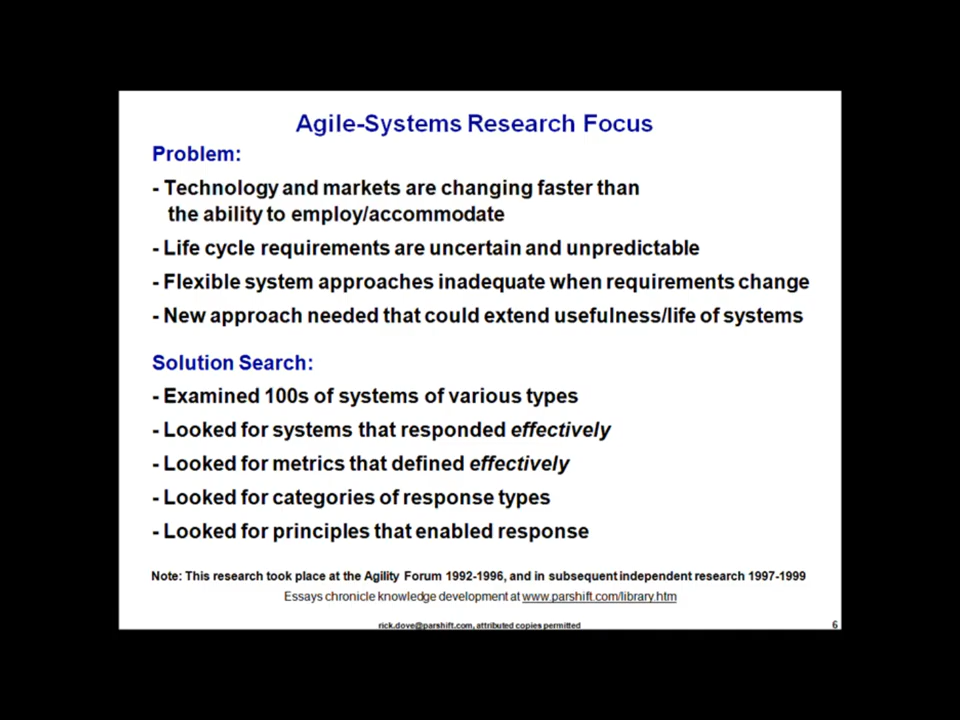 Agile-Systems Research Focus
Problem:
- Technology and markets are changing faster than
the ability to employ/accommodate
- Life cycle requirements are uncertain and unpredictable
- Flexible system approaches inadequate when requirements change
- New approach needed that could extend usefulness/life of systems
Solution Search:
- Examined 100s of systems of various types
- Looked for systems that responded effectively
- Looked for metrics that defined effectively
- Looked for categories of response types
- Looked for principles that enabled response
Note: This research took place at the Agility Forum 1992-1996, and in subsequent independent research 1997-1999
Essays chronicle knowledge development at www.parshift.com/library.htm
rick.dove@parshift.com, attributed copies permitted
6